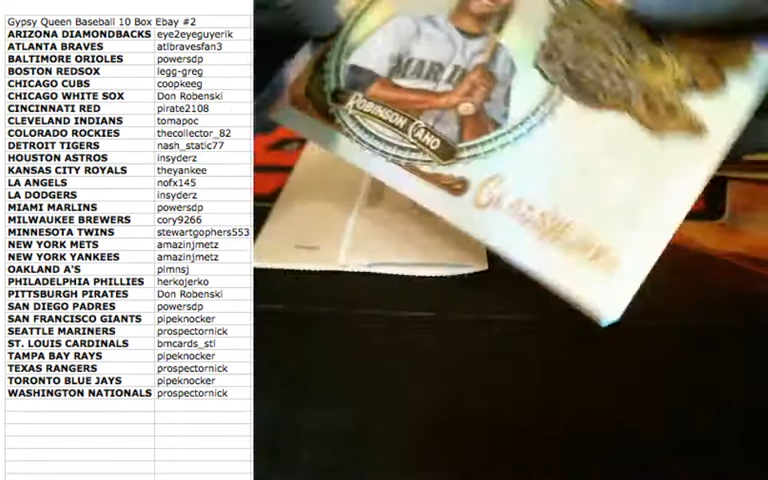 Gypsy Queen Baseball 10 Box Ebay #2
ARIZONA DIAMONDBACKS eye2eyeguyerik
ATLANTA BRAVES atlbravesfan3
BALTIMORE ORIOLES powersdp
BOSTON REDSOX legg-greg
CHICAGO CUBS coopkeeg
CHICAGO WHITE SOX Don Robenski
CINCINNATI RED pirate2108
CLEVELAND INDIANS tomapoc
COLORADO ROCKIES thecollector_82
DETROIT TIGERS nash_static77
HOUSTON ASTROS insyderz
KANSAS CITY ROYALS theyankee
LA ANGELS nofx145
LA DODGERS insyderz
MIAMI MARLINS powersdp
MILWAUKEE BREWERS cory9266
MINNESOTA TWINS stewartgophers553
NEW YORK METS amazinjmetz
NEW YORK YANKEES amazinjmetz
OAKLAND A'S plmnsj
PHILADELPHIA PHILLIES herkojerko
PITTSBURGH PIRATES Don Robenski
SAN DIEGO PADRES powersdp
SAN FRANCISCO GIANTS pipeknocker
SEATTLE MARINERS prospectornick
ST. LOUIS CARDINALS bmcards_stl
TAMPA BAY RAYS pipeknocker
TEXAS RANGERS prospectornick
TORONTO BLUE JAYS pipeknocker
WASHINGTON NATIONALS prospectornick
ROBINSON CANO